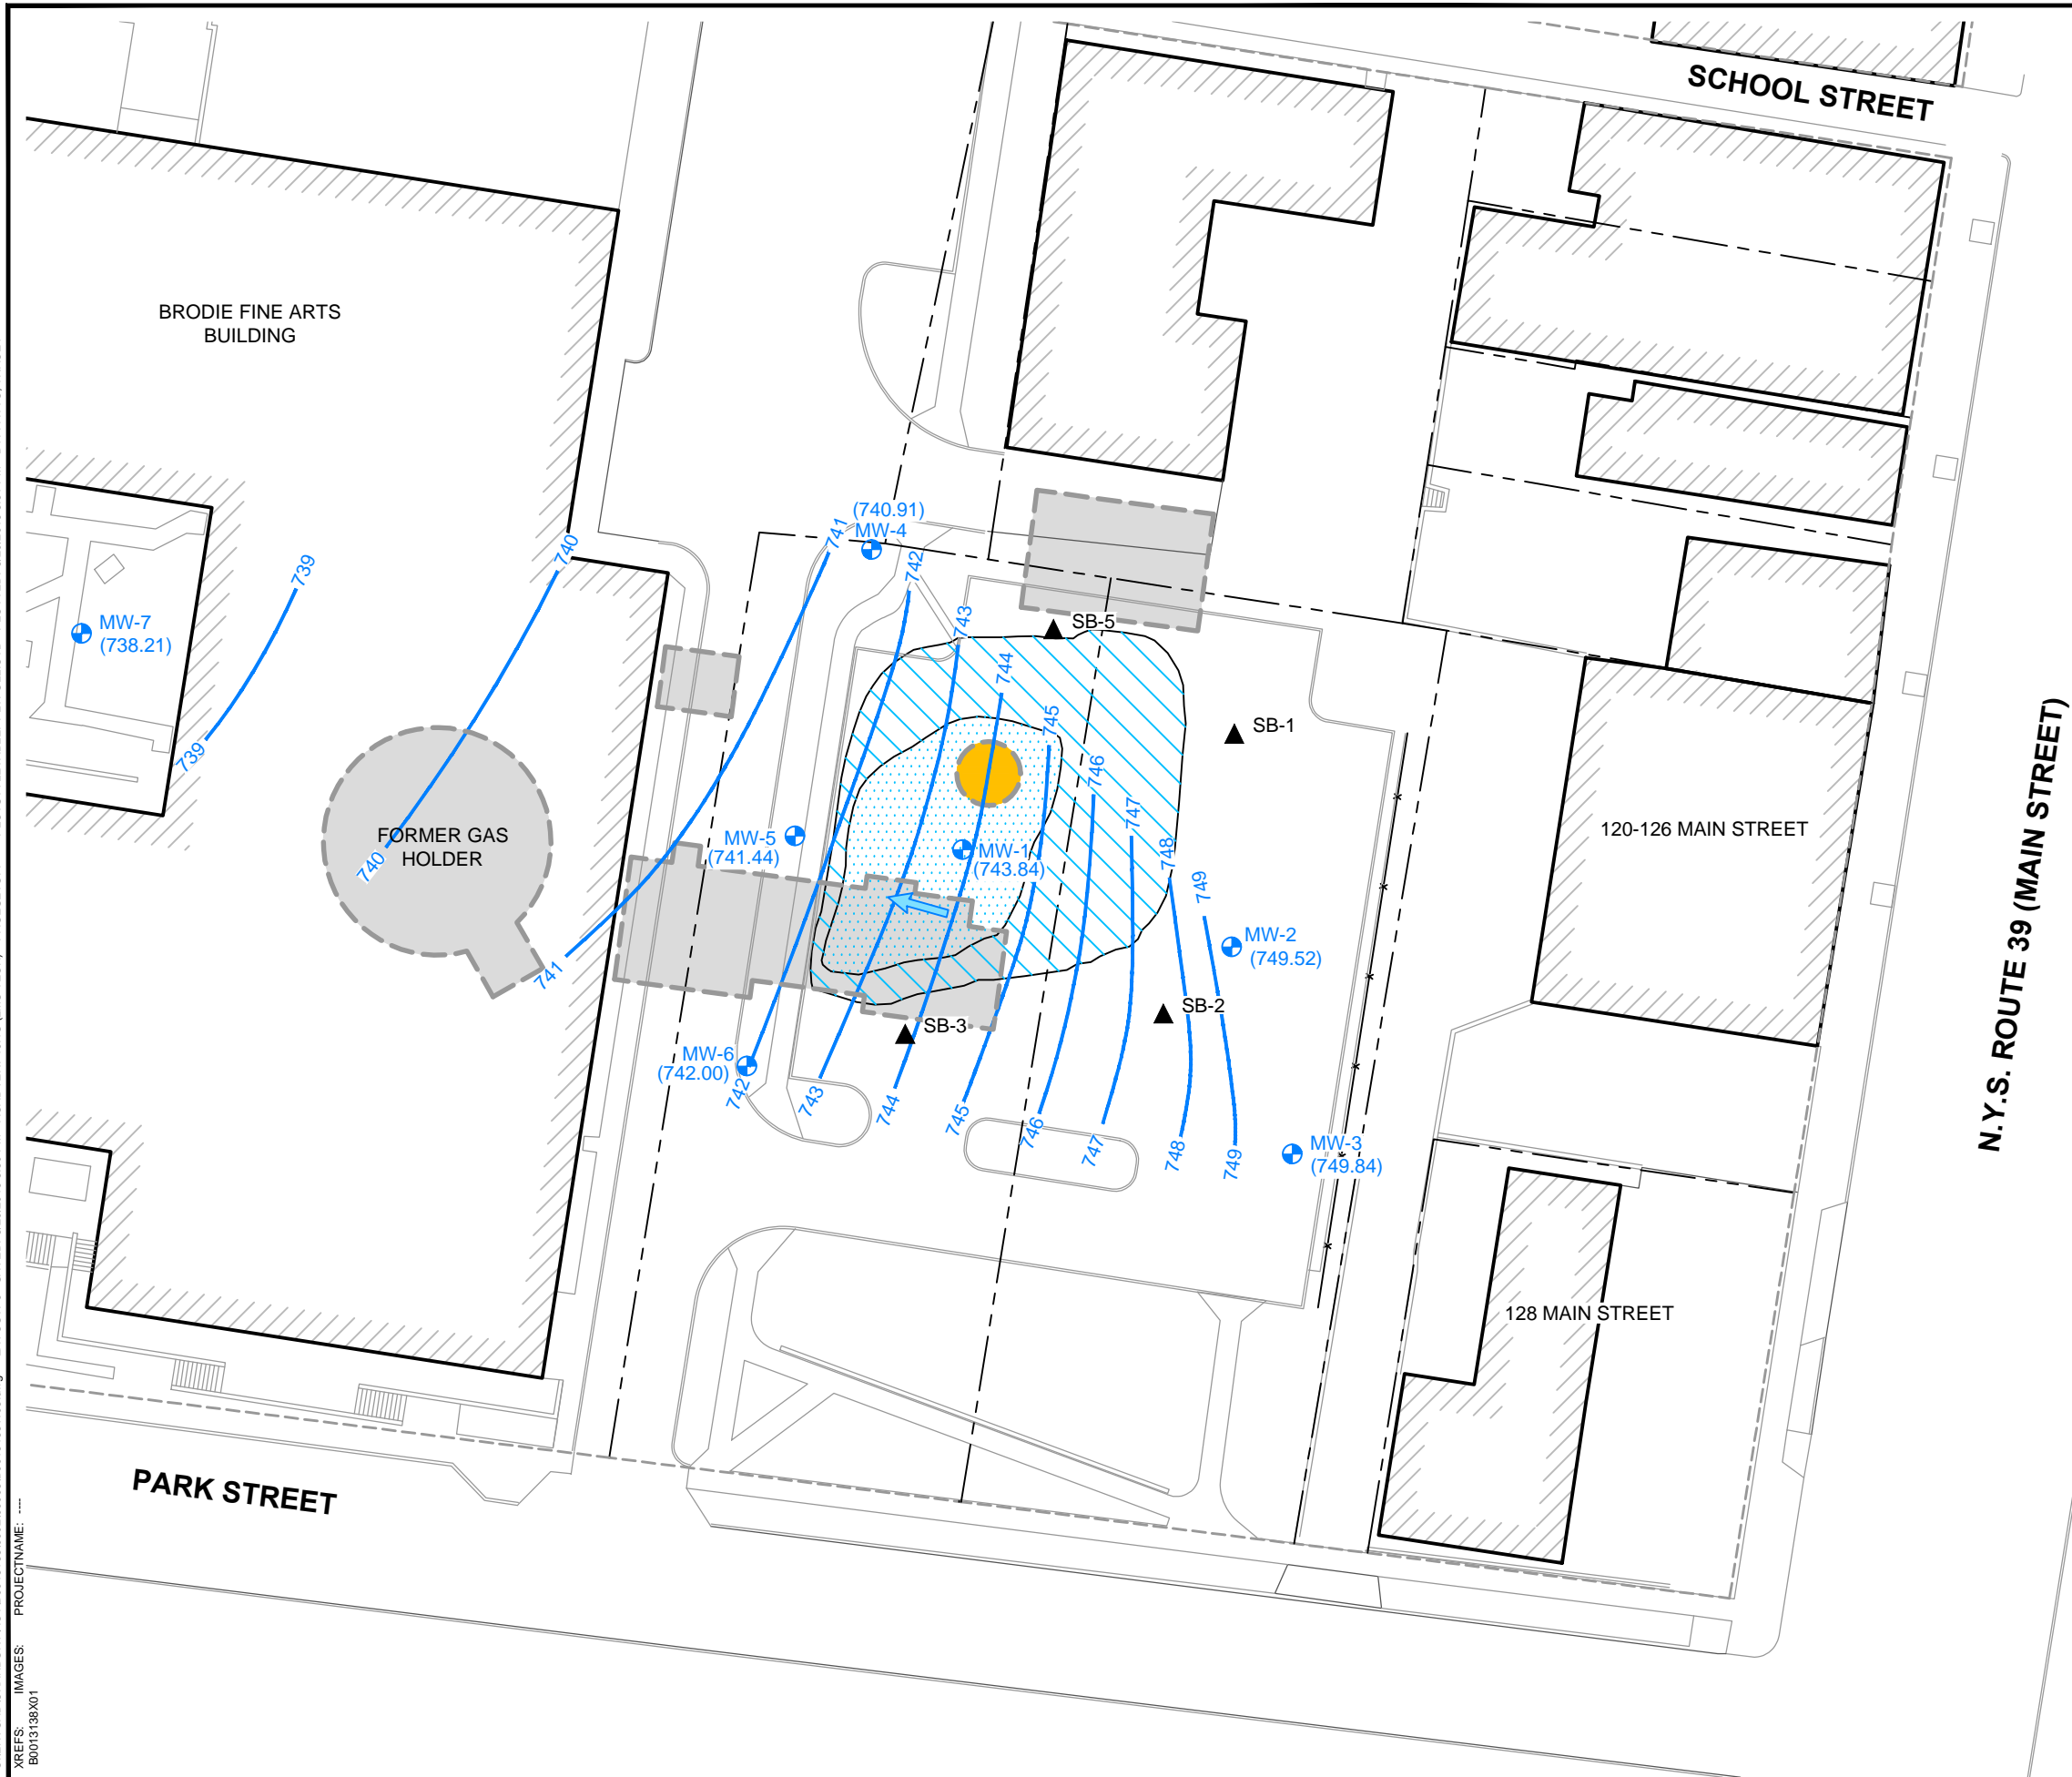 SCHOOL STREET
BRODIE FINE ARTS
BUILDING
(740.91)
MW-4
741
742
740
739
743
SB-5
MW-7
(738.21)
744
745
SB-1
739
746
N.Y.S. ROUTE 39 (MAIN STREET)
747
FORMER GAS
HOLDER
MW-5
(741.44)
120-126 MAIN STREET
MW-1
(743.84)
748
740
749
MW-2
(749.52)
741
SB-2
SB-3
MW-6
(742.00)
742
743
744
745
746
747
748
749
MW-3
(749.84)
128 MAIN STREET
PARK STREET
XREFS:
IMAGES:
PROJECTNAME: ----
B0013138X01